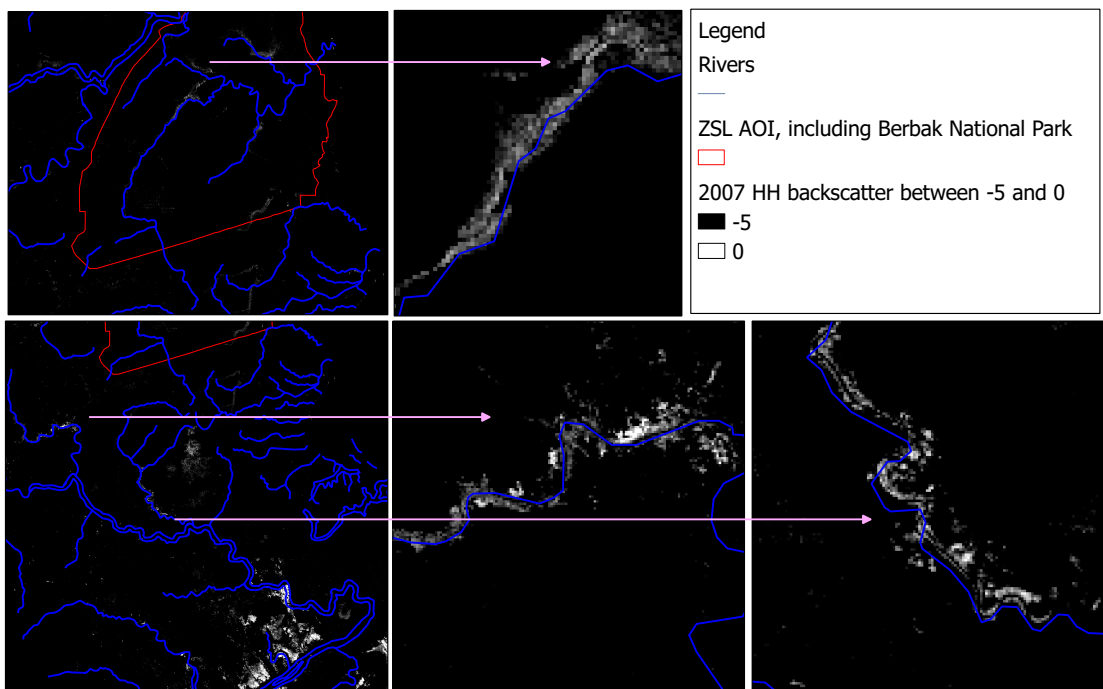 Legend
Rivers
ZSL AOI, including Berbak National Park
2007 HH backscatter between -5 and 0
-5
0